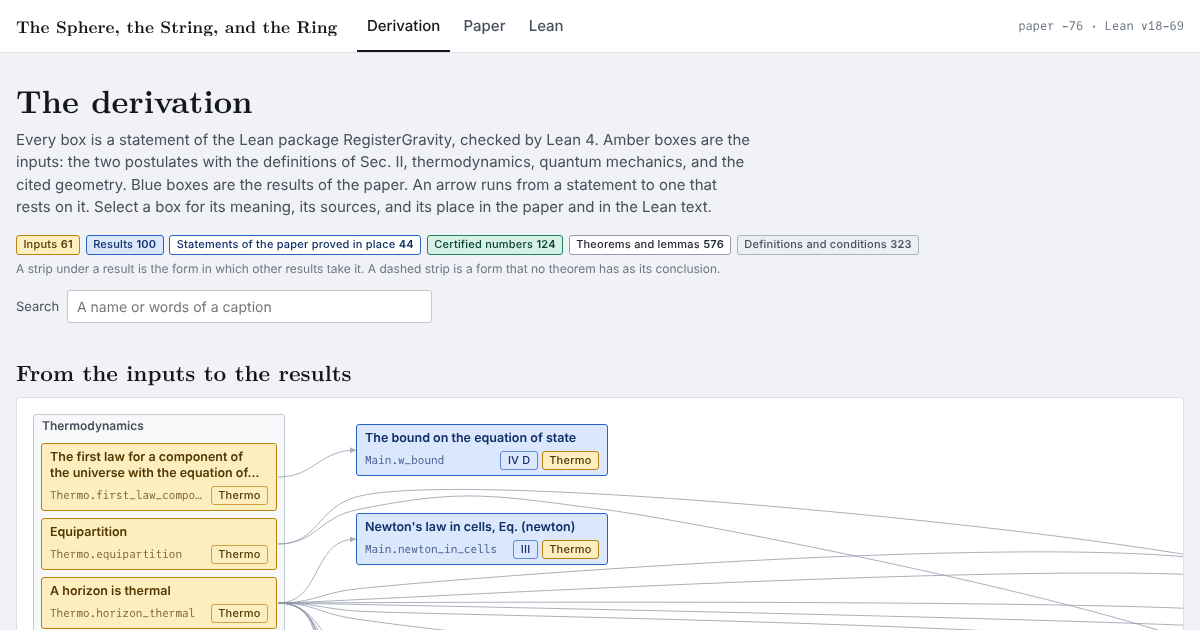 The Sphere, the String, and the Ring
Derivation
Paper
Lean
paper -76 · Lean v18-69
The derivation
Every box is a statement of the Lean package RegisterGravity, checked by Lean 4. Amber boxes are the
inputs: the two postulates with the definitions of Sec. II, thermodynamics, quantum mechanics, and the
cited geometry. Blue boxes are the results of the paper. An arrow runs from a statement to one that
rests on it. Select a box for its meaning, its sources, and its place in the paper and in the Lean text.
Inputs 61
Results 100
Statements of the paper proved in place 44
Certified numbers 124
Theorems and lemmas 576
Definitions and conditions 323
A strip under a result is the form in which other results take it. A dashed strip is a form that no theorem has as its conclusion.
Search
A name or words of a caption
From the inputs to the results
Thermodynamics
The first law for a component of
the universe with the equation of…
Thermo.first_law_compo…
Thermo
Equipartition
Thermo.equipartition
Thermo
A horizon is thermal
Thermo.horizon_thermal
Thermo
The bound on the equation of state
Main.w_bound
IV D
Thermo
Newton's law in cells, Eq. (newton)
Main.newton_in_cells
III
Thermo